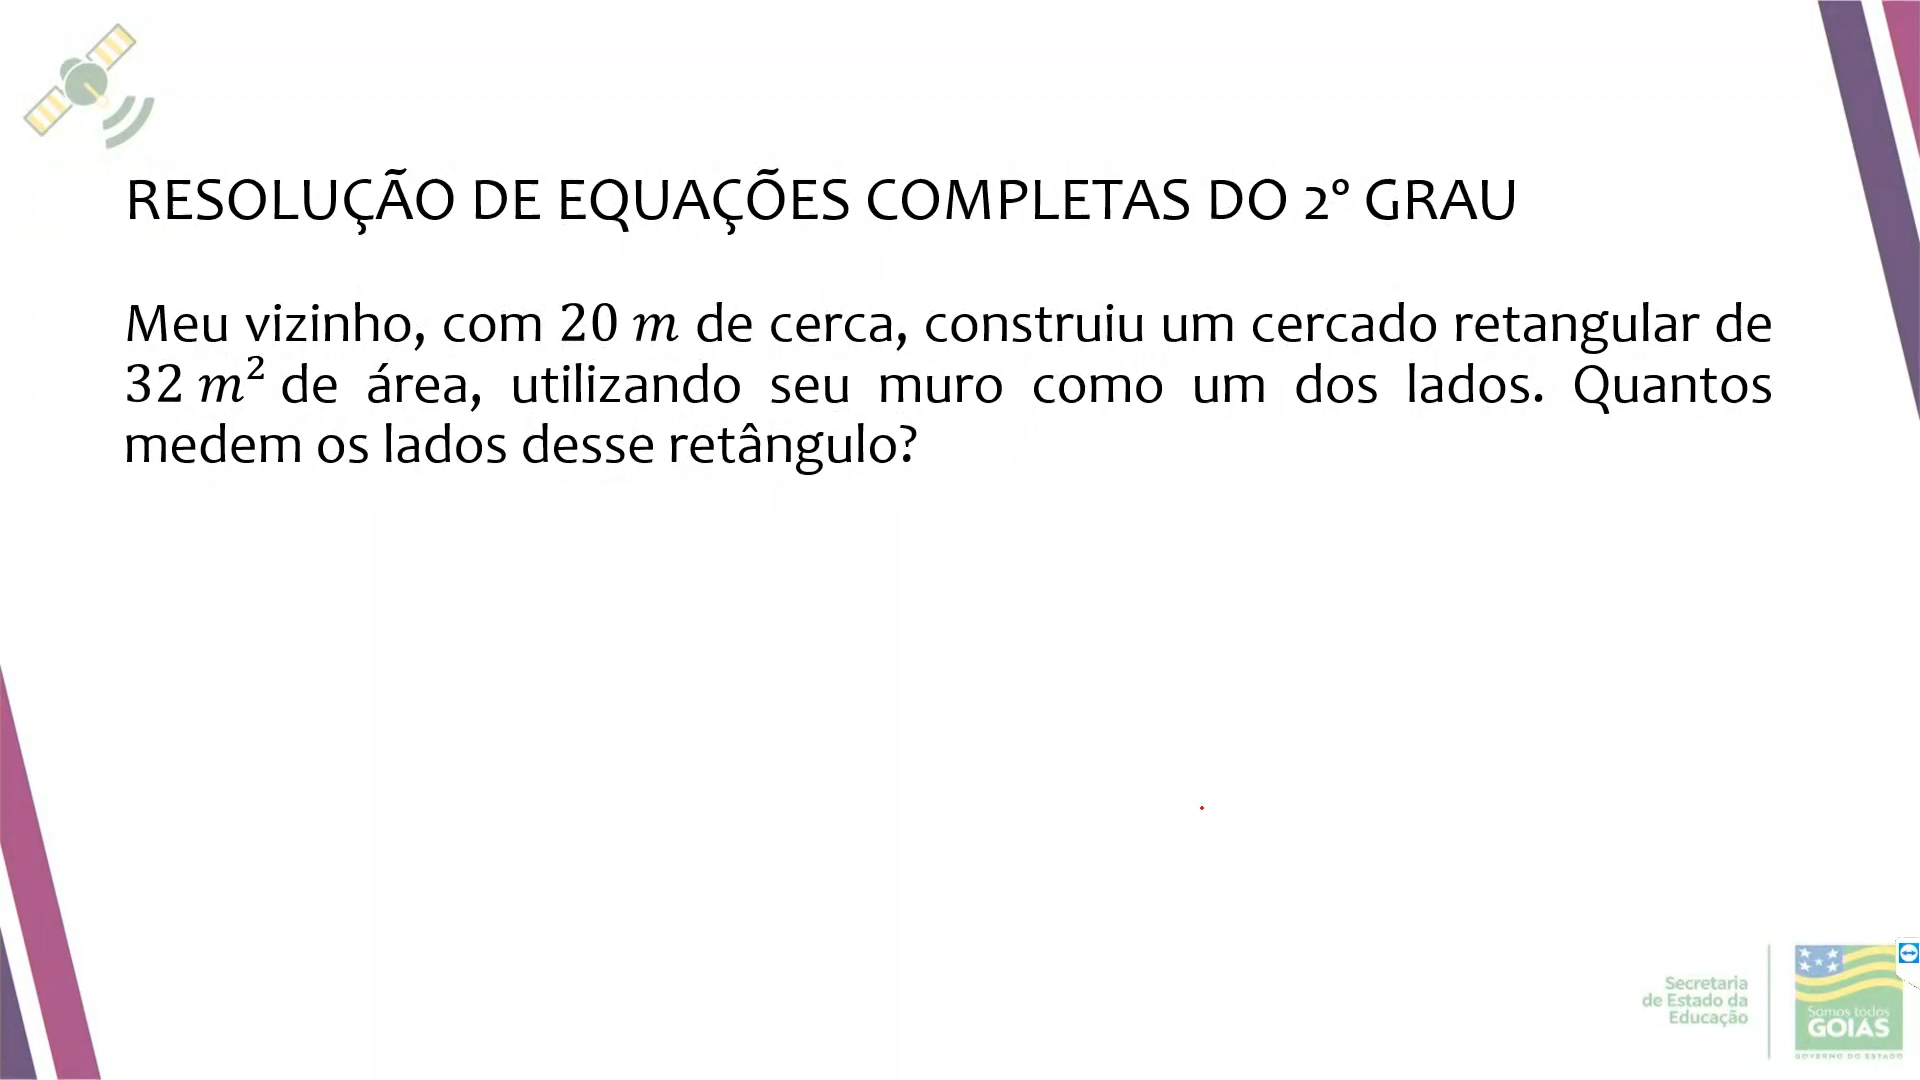 RESOLUÇÃO DE EQUAÇÕES COMPLETAS DO 2º GRAU
Meu vizinho, com 20 m de cerca, construiu um cercado retangular de
32 m² de área, utilizando seu muro como um dos lados. Quantos
medem os lados desse retângulo?
Secretaria
de Estado da
Educação
Somos todos
GOIÁS
GOVERNO DO ESTADO